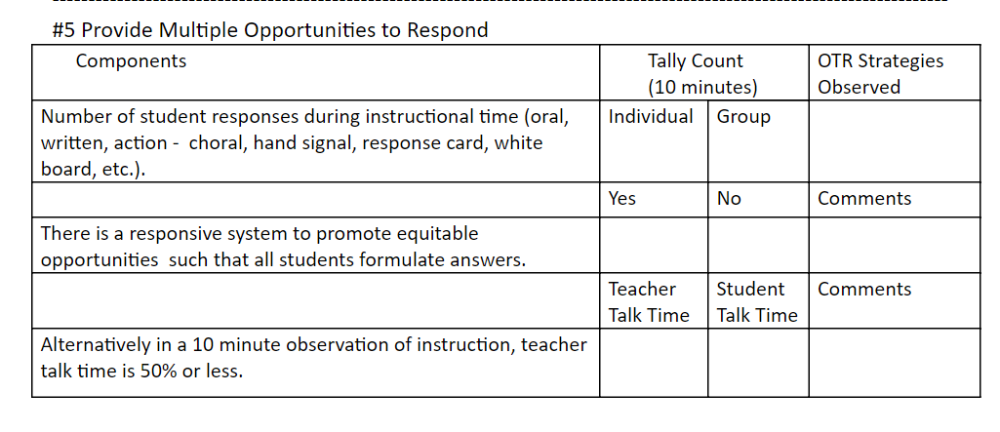 #5 Provide Multiple Opportunities to Respond
Components
Tally Count
(10 minutes)
OTR Strategies
Observed
Number of student responses during instructional time (oral,
written, action - choral, hand signal, response card, white
board, etc.).
Individual
Group
Yes
No
Comments
There is a responsive system to promote equitable
opportunities such that all students formulate answers.
Teacher
Talk Time
Student
Talk Time
Comments
Alternatively in a 10 minute observation of instruction, teacher
talk time is 50% or less.